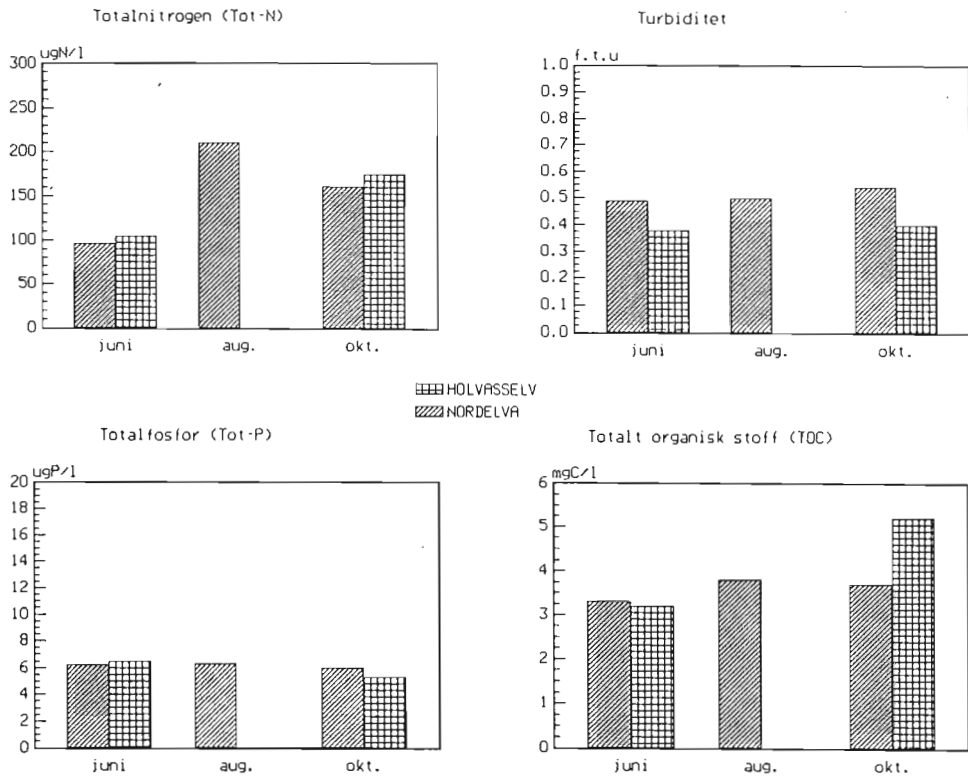 Totalnitrogen (Tot-N)
ugN/l
300
250
200
150
100
50
0
juni aug. okt.
Turbiditet
f.t.u
1.0
0.9
0.8
0.7
0.6
0.5
0.4
0.3
0.2
0.1
0.0
juni aug. okt.
HOLVASSELV
NORDELVA
Totalfosfor (Tot-P)
ugP/l
20
18
16
14
12
10
8
6
4
2
0
juni aug. okt.
Totalt organisk stoff (TOC)
mgC/l
6
5
4
3
2
1
0
juni aug. okt.